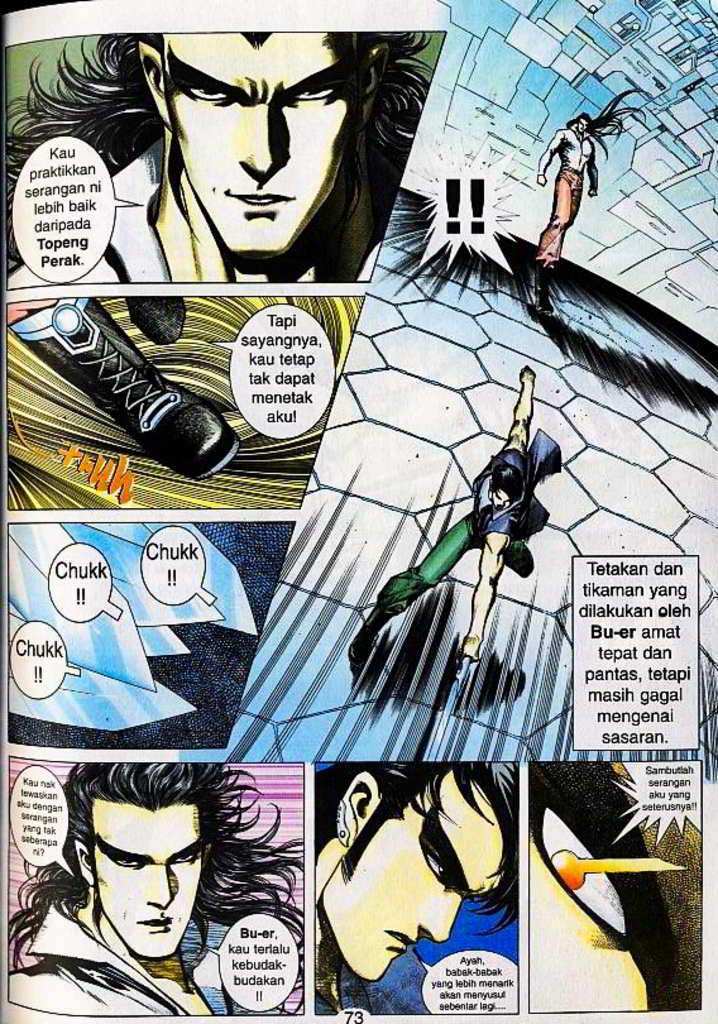 Kau
praktikkan
serangan ni
lebih baik
daripada
Topeng
Perak.
!!
Tapi
sayangnya,
kau tetap
tak dapat
menetak
aku!
Tetakan dan
tikaman yang
dilakukan oleh
Bu-er amat
tepat dan
pantas, tetapi
masih gagal
mengenai
sasaran.
Chukk
!!
Chukk
!!
Chukk
!!
Kau nak
tewaskan
aku dengan
serangan
yang tak
seberapa
ni?
Bu-er,
kau terlalu
kebudak-
budakan
!!
Ayah,
babak-babak
yang lebih menarik
akan menyusul
sebentar lagi....
Sambutlah
serangan
aku yang
seterusnya!!
73